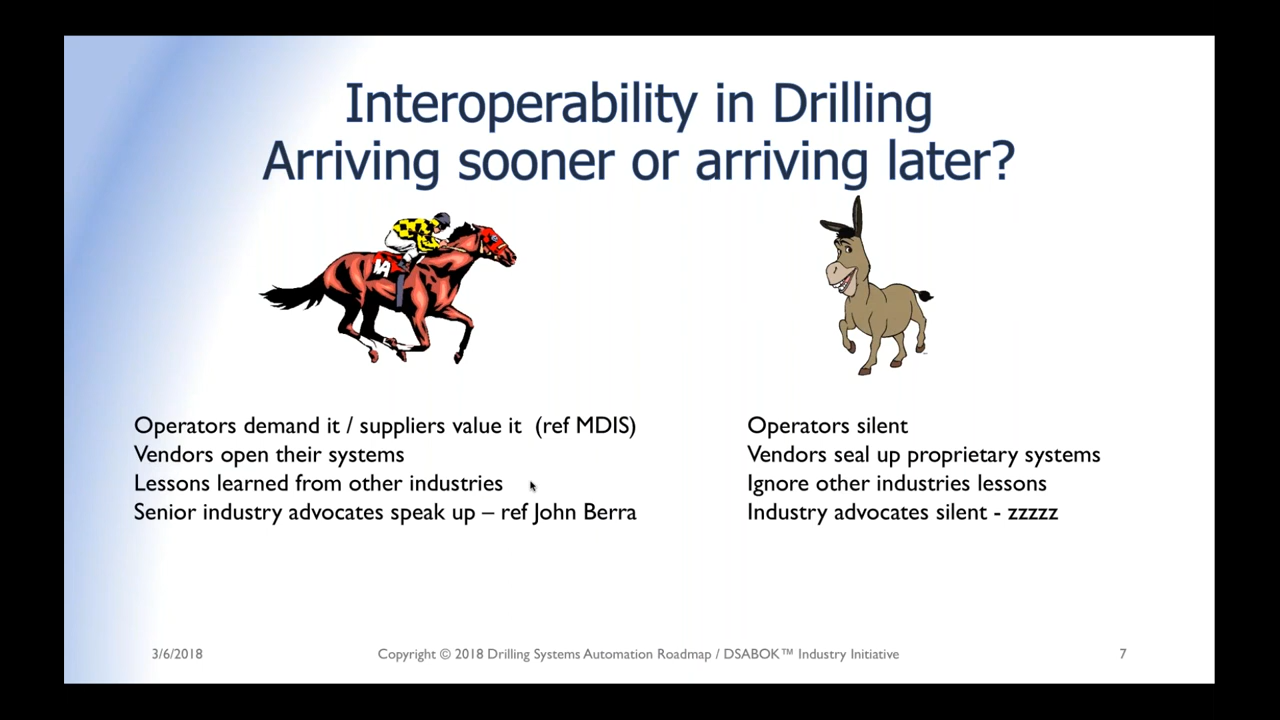 Interoperability in Drilling
Arriving sooner or arriving later?
1A
Operators demand it / suppliers value it (ref MDIS)
Vendors open their systems
Lessons learned from other industries
Senior industry advocates speak up – ref John Berra
Operators silent
Vendors seal up proprietary systems
Ignore other industries lessons
Industry advocates silent - zzzzz
3/6/2018
Copyright © 2018 Drilling Systems Automation Roadmap / DSABOK™ Industry Initiative
7